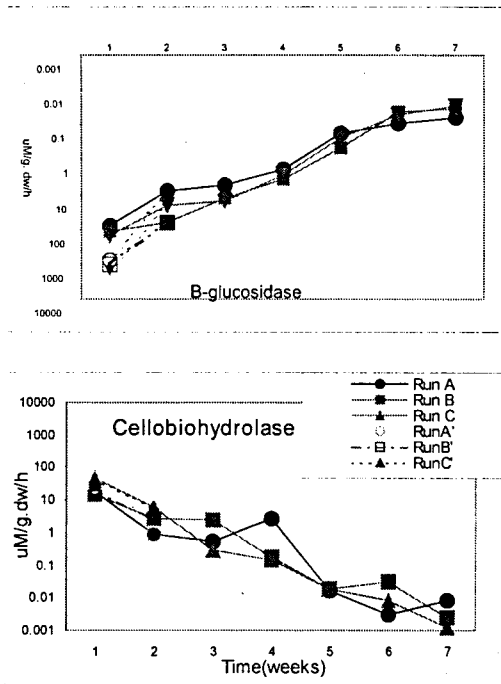 1 2 3 4 5 6 7
0.001
0.01
0.1
1
10
100
1000
10000
uM/g. dw/h
B-glucosidase
Run A
Run B
Run C
RunA'
RunB'
RunC'
10000
1000
100
10
1
0.1
0.01
0.001
uM/g.dw/h
Cellobiohydrolase
1 2 3 4 5 6 7
Time(weeks)